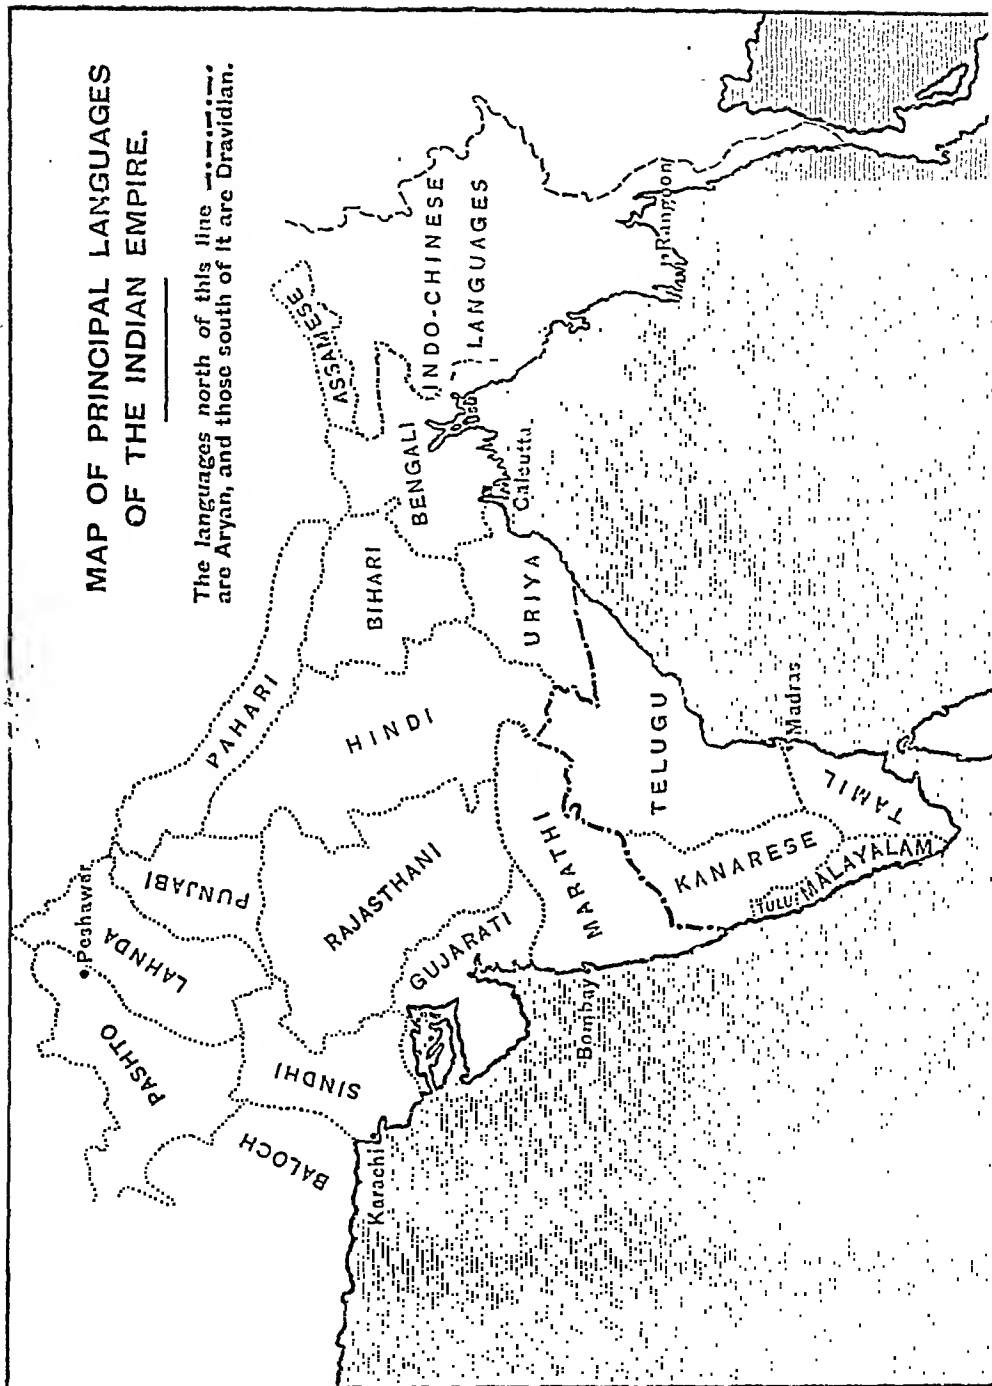 MAP OF PRINCIPAL LANGUAGES
OF THE INDIAN EMPIRE.
The languages north of this line
are Aryan, and those south of it are Dravidian.
Peshawar
PASHTO
LAHNDA
PUNJABI
PAHARI
BALOCH
SINDHI
RAJASTHANI
HINDI
BIHARI
BENGALI
ASSAMESE
INDO-CHINESE
LANGUAGES
Karachi
GUJARATI
MARATHI
URIYA
Calcutta
Bombay
TELUGU
Rangoon
KANARESE
TULU
MALAYALAM
TAMIL
Madras